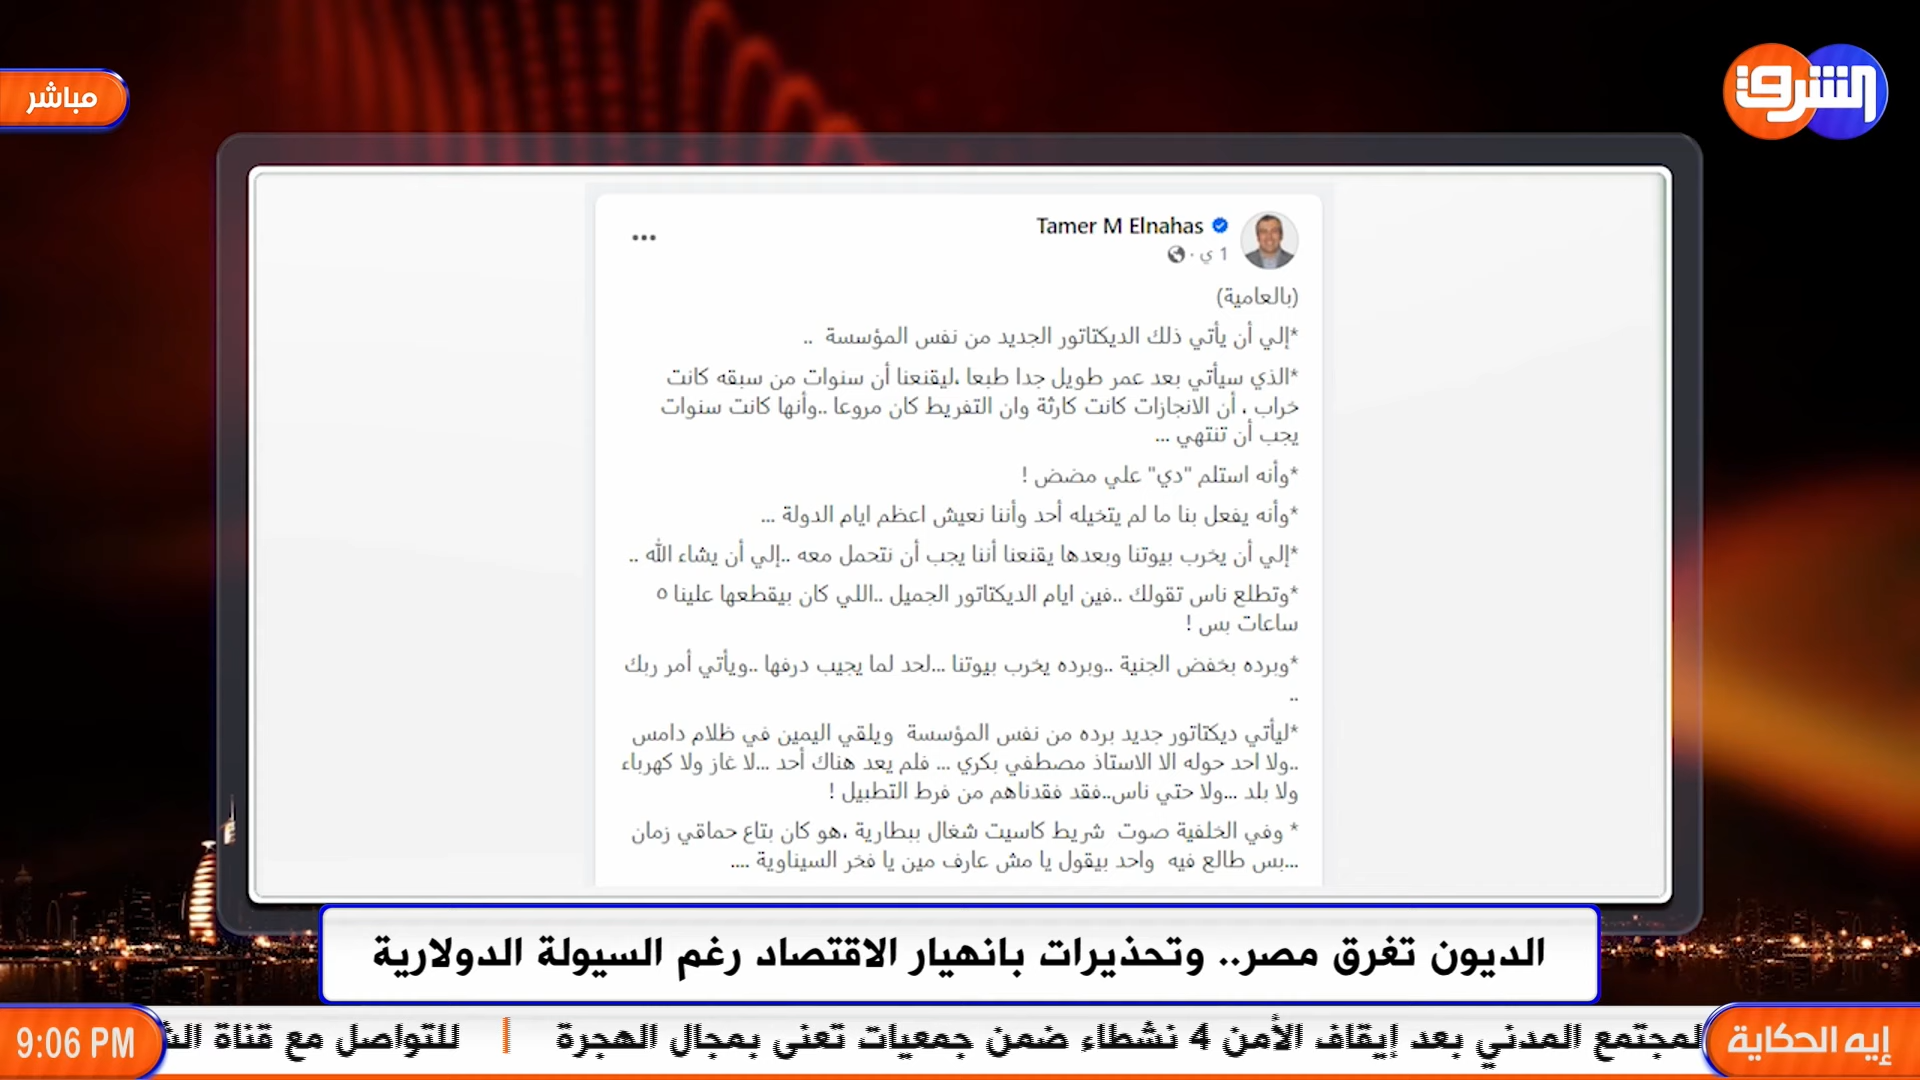 مباشر
الشرق
Tamer M Elnahas
1 ي ·
(بالعامية)
*إلي أن يأتي ذلك الديكتاتور الجديد من نفس المؤسسة ..
*الذي سيأتي بعد عمر طويل جدا طبعا ،ليقنعنا أن سنوات من سبقه كانت
خراب ، أن الانجازات كانت كارثة وان التفريط كان مروعا ..وأنها كانت سنوات
يجب أن تنتهي ...
*وأنه استلم "دي" علي مضض !
*وأنه يفعل بنا ما لم يتخيله أحد وأننا نعيش اعظم ايام الدولة ...
*إلي أن يخرب بيوتنا وبعدها يقنعنا أننا يجب أن نتحمل معه ..إلي أن يشاء الله ..
*وتطلع ناس تقولك ..فين ايام الديكتاتور الجميل ..اللي كان بيقطعها علينا ٥
ساعات بس !
*وبرده بخفض الجنية ..وبرده يخرب بيوتنا ...لحد لما يجيب درفها ..ويأتي أمر ربك
..
*ليأتي ديكتاتور جديد برده من نفس المؤسسة ويلقي اليمين في ظلام دامس
..ولا احد حوله الا الاستاذ مصطفي بكري ... فلم يعد هناك أحد ...لا غاز ولا كهرباء
ولا بلد ...ولا حتي ناس..فقد فقدناهم من فرط التطبيل !
* وفي الخلفية صوت شريط كاسيت شغال ببطارية ،هو كان بتاع حماقي زمان
...بس طالع فيه واحد بيقول يا مش عارف مين يا فخر السيناوية ....
الديون تغرق مصر.. وتحذيرات بانهيار الاقتصاد رغم السيولة الدولارية
إيه الحكاية
لمجتمع المدني بعد إيقاف الأمن 4 نشطاء ضمن جمعيات تعنى بمجال الهجرة | للتواصل مع قناة
9:06 PM